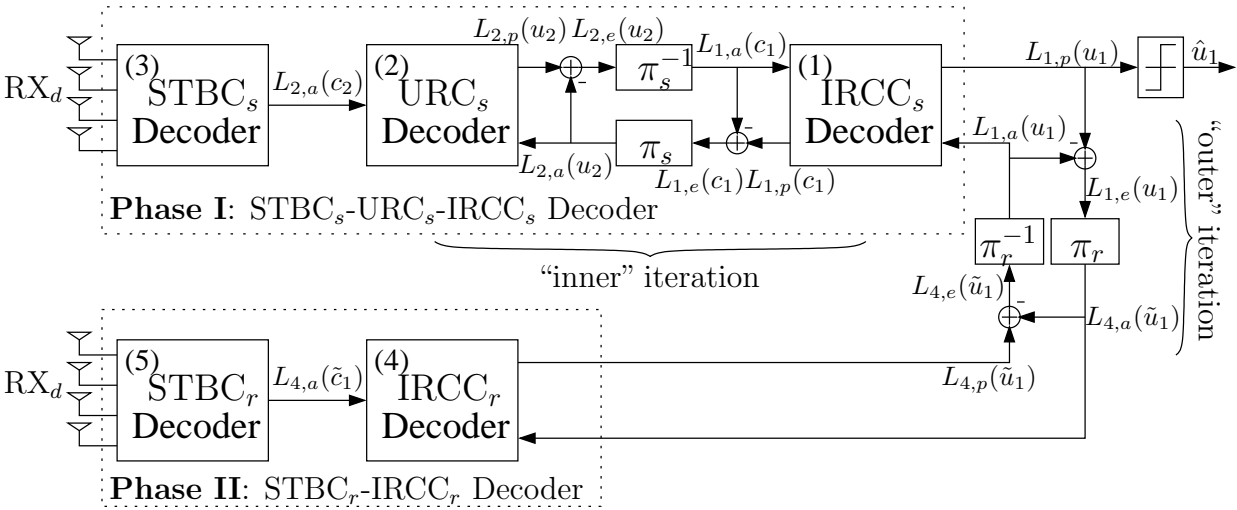 (3)
STBC_s
Decoder
RX_d
L_{2,a}(c_2)
(2)
URC_s
Decoder
L_{2,p}(u_2) L_{2,e}(u_2)
-
π_s^{-1}
L_{1,a}(c_1)
-
π_s
L_{2,a}(u_2)
L_{1,e}(c_1) L_{1,p}(c_1)
(1)
IRCC_s
Decoder
L_{1,p}(u_1)
û_1
L_{1,a}(u_1)
-
L_{1,e}(u_1)
Phase I: STBC_s-URC_s-IRCC_s Decoder
"inner" iteration
π_r^{-1}
π_r
"outer" iteration
L_{4,e}(ũ_1)
-
L_{4,a}(ũ_1)
L_{4,p}(ũ_1)
(5)
STBC_r
Decoder
RX_d
L_{4,a}(c̃_1)
(4)
IRCC_r
Decoder
Phase II: STBC_r-IRCC_r Decoder